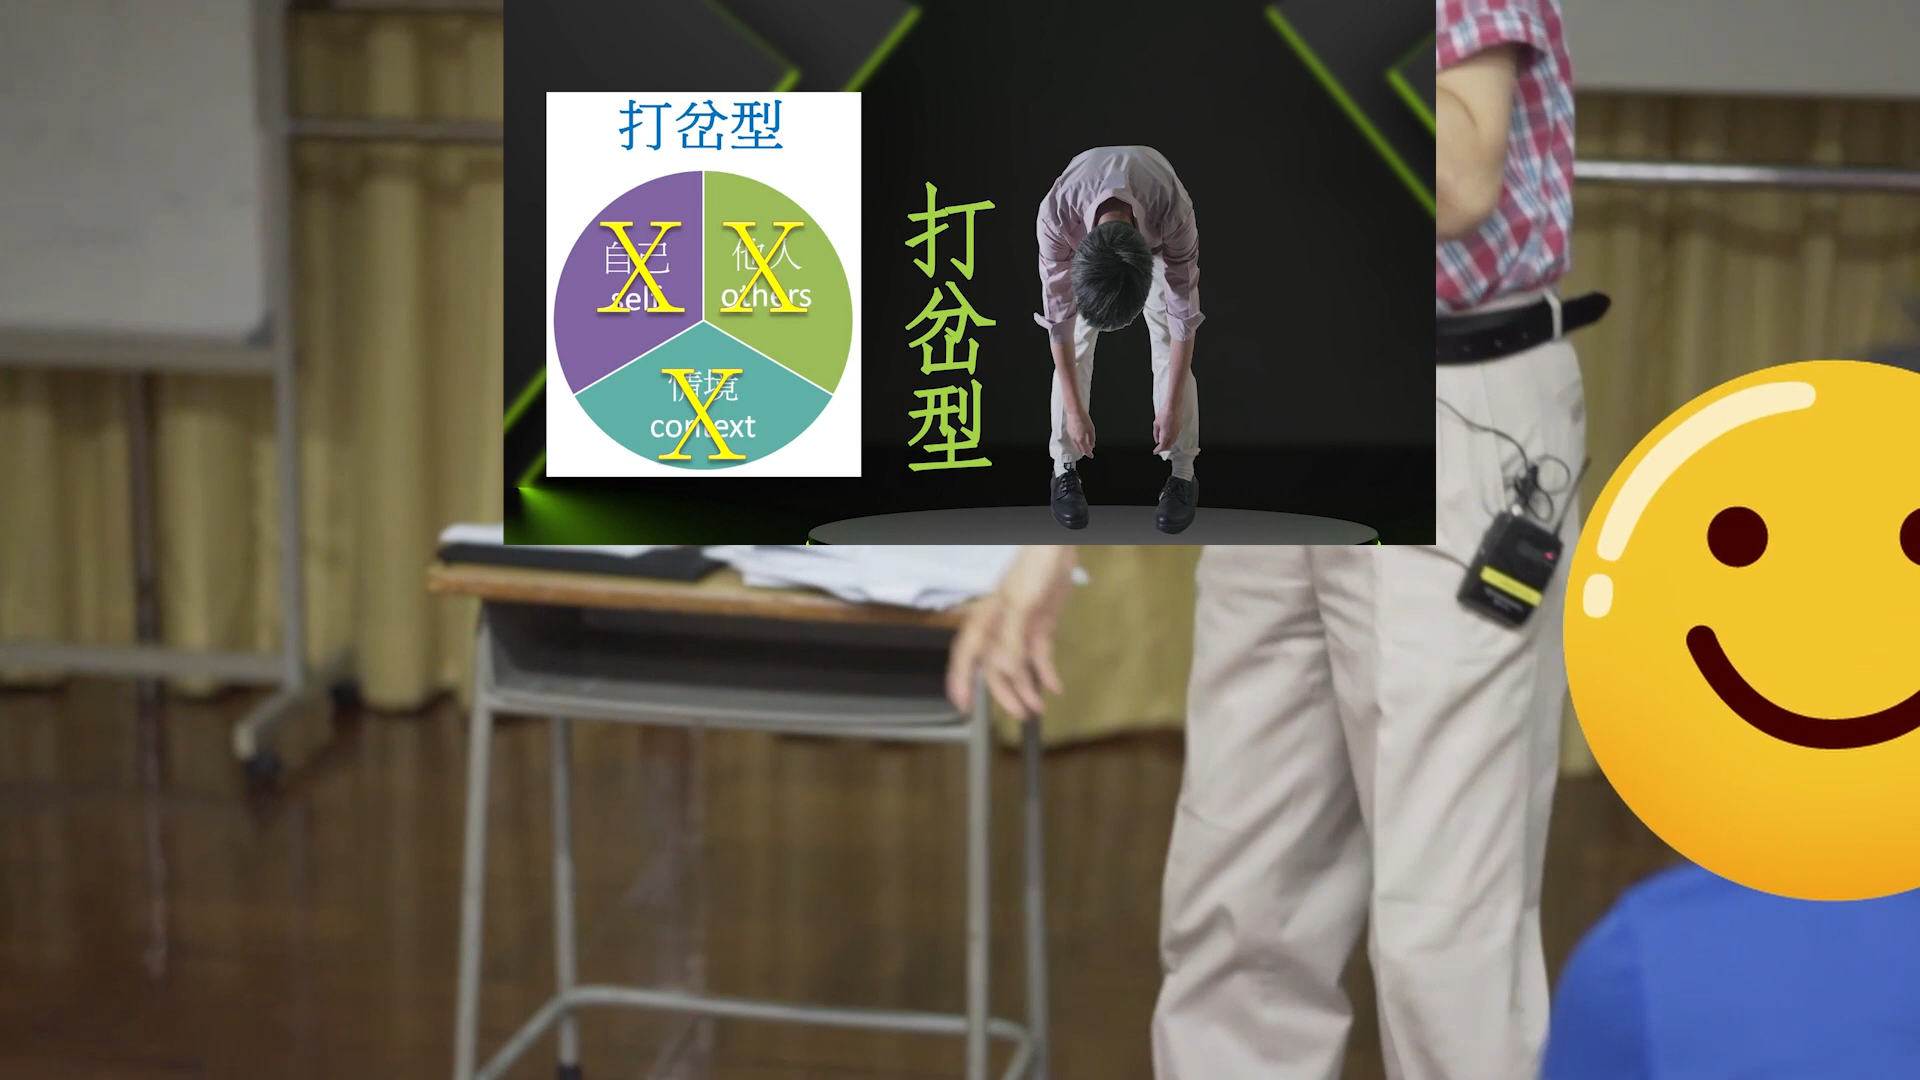 打岔型
自己
self
他人
others
情境
context
X
X
X
打岔型